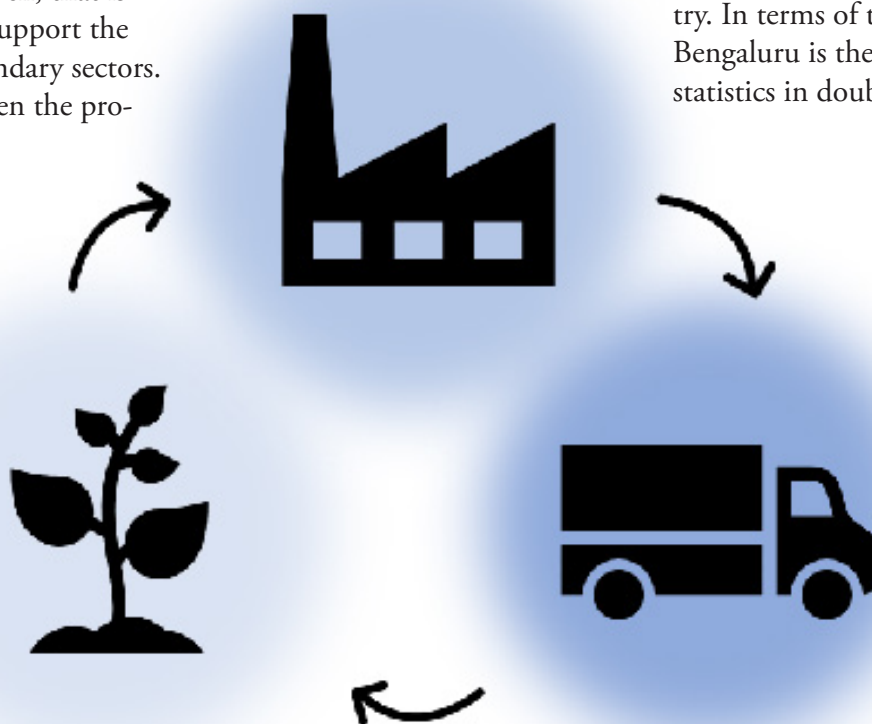 upport the
ndary sectors.
en the pro-
try. In terms of
Bengaluru is the
statistics in doub